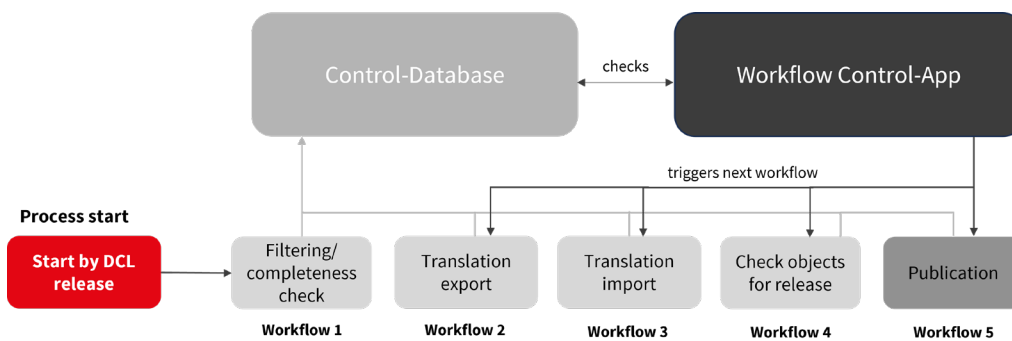 Control-Database
checks
Workflow Control-App
triggers next workflow
Process start
Start by DCL
release
Filtering/
completeness
check
Translation
export
Translation
import
Check objects
for release
Publication
Workflow 1
Workflow 2
Workflow 3
Workflow 4
Workflow 5